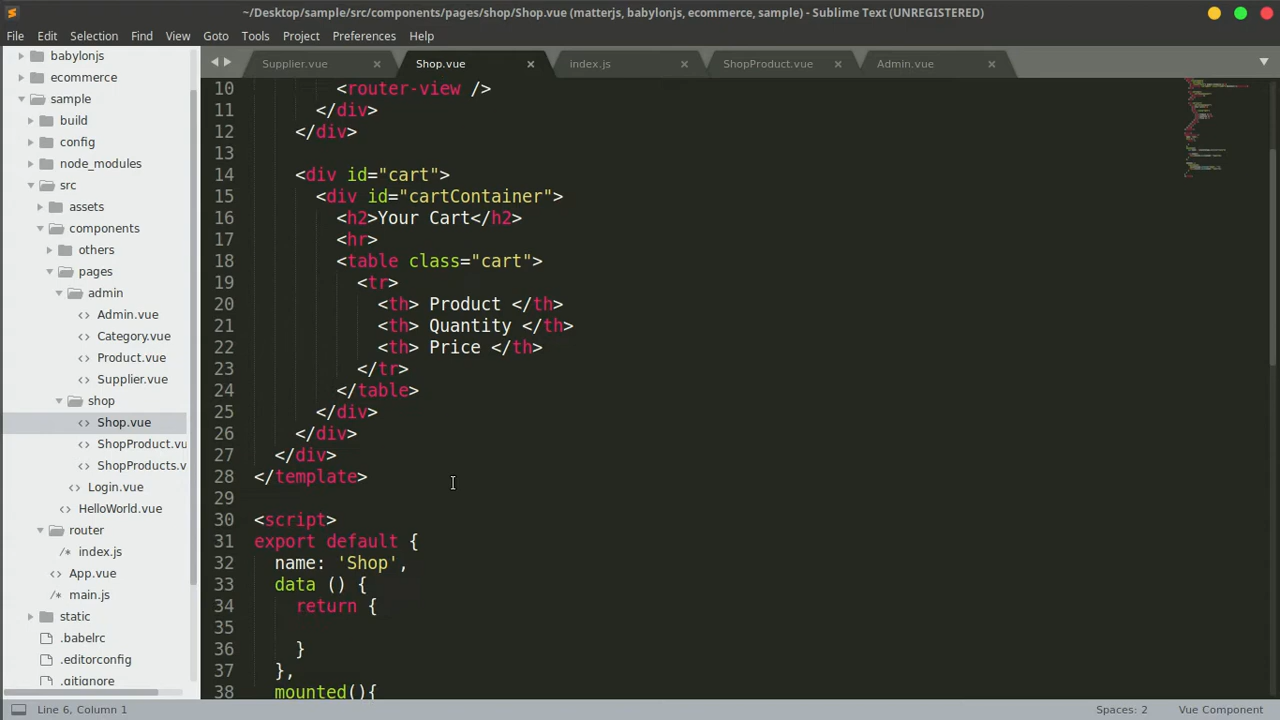 ~/Desktop/sample/src/components/pages/shop/Shop.vue (matterjs, babylonjs, ecommerce, sample) - Sublime Text (UNREGISTERED)
File Edit Selection Find View Goto Tools Project Preferences Help
babylonjs
ecommerce
sample
build
config
node_modules
src
assets
components
others
pages
admin
Admin.vue
Category.vue
Product.vue
Supplier.vue
shop
Shop.vue
ShopProduct.vu
ShopProducts.v
Login.vue
HelloWorld.vue
router
index.js
App.vue
main.js
static
.babelrc
.editorconfig
.gitignore
Supplier.vue Shop.vue index.js ShopProduct.vue Admin.vue
10 <router-view />
11 </div>
12 </div>
13
14 <div id="cart">
15 <div id="cartContainer">
16 <h2>Your Cart</h2>
17 <hr>
18 <table class="cart">
19 <tr>
20 <th> Product </th>
21 <th> Quantity </th>
22 <th> Price </th>
23 </tr>
24 </table>
25 </div>
26 </div>
27 </div>
28 </template>
29
30 <script>
31 export default {
32 name: 'Shop',
33 data () {
34 return {
35
36 }
37 },
38 mounted(){
Line 6, Column 1 Spaces: 2 Vue Component